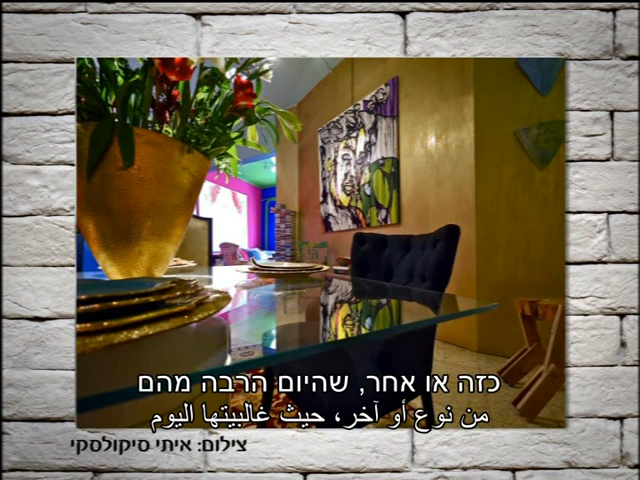 כזה או אחר, שהיום הרבה מהם
من نوع أو آخر، حيث غالبيتها اليوم
צילום: איתי סיקולסקי